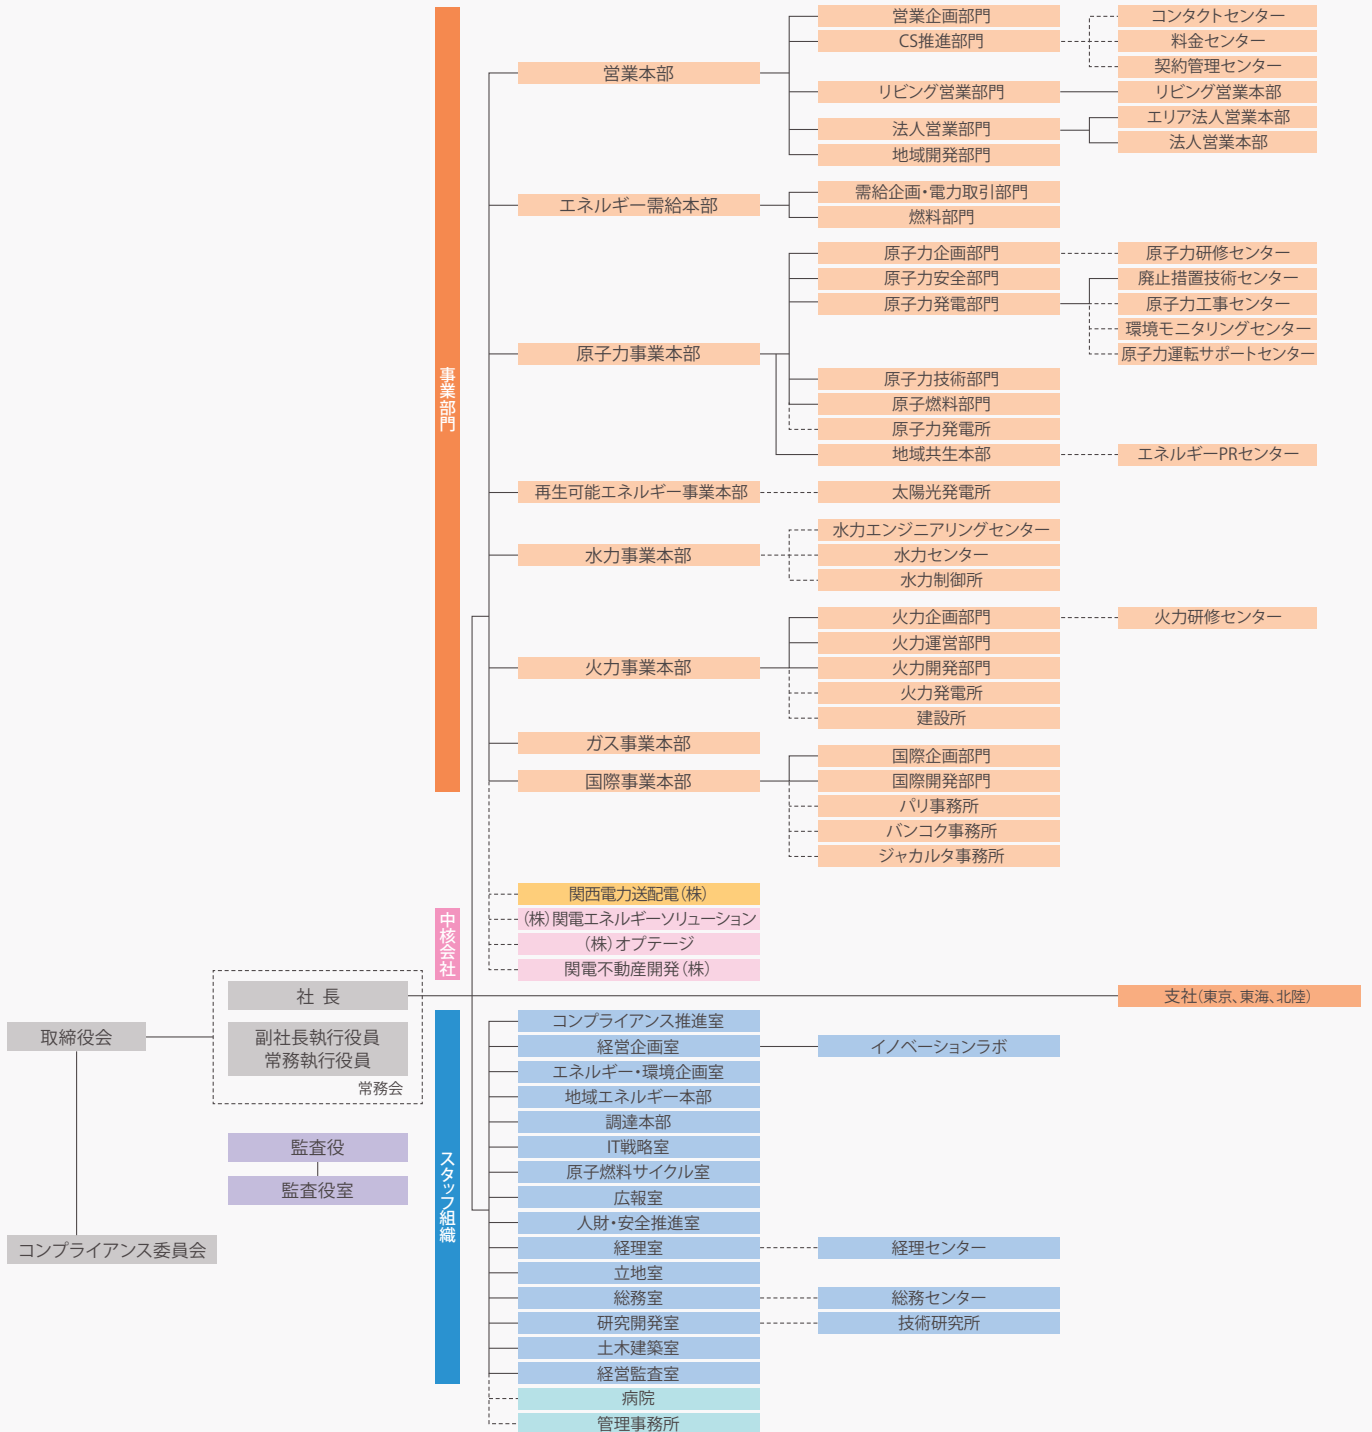 事業部門
営業本部
営業企画部門
CS推進部門
コンタクトセンター
料金センター
契約管理センター
リビング営業部門
リビング営業本部
法人営業部門
エリア法人営業本部
法人営業本部
地域開発部門
エネルギー需給本部
需給企画・電力取引部門
燃料部門
原子力事業本部
原子力企画部門
原子力研修センター
原子力安全部門
原子力発電部門
廃止措置技術センター
原子力工事センター
環境モニタリングセンター
原子力運転サポートセンター
原子力技術部門
原子燃料部門
原子力発電所
地域共生本部
エネルギーPRセンター
再生可能エネルギー事業本部
太陽光発電所
水力事業本部
水力エンジニアリングセンター
水力センター
水力制御所
火力事業本部
火力企画部門
火力研修センター
火力運営部門
火力開発部門
火力発電所
建設所
ガス事業本部
国際事業本部
国際企画部門
国際開発部門
パリ事務所
バンコク事務所
ジャカルタ事務所
中核会社
関西電力送配電(株)
(株)関電エネルギーソリューション
(株)オプテージ
関電不動産開発(株)
社 長
支社(東京、東海、北陸)
取締役会
副社長執行役員
常務執行役員
常務会
監査役
監査役室
コンプライアンス委員会
スタッフ組織
コンプライアンス推進室
経営企画室
イノベーションラボ
エネルギー・環境企画室
地域エネルギー本部
調達本部
IT戦略室
原子燃料サイクル室
広報室
人財・安全推進室
経理室
経理センター
立地室
総務室
総務センター
研究開発室
技術研究所
土木建築室
経営監査室
病院
管理事務所